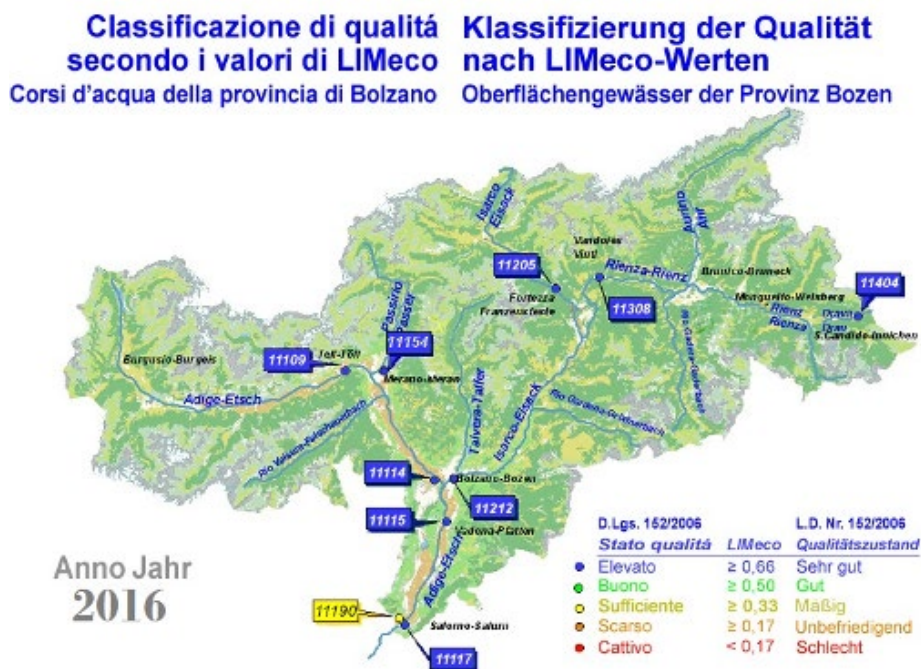 Classificazione di qualitá
secondo i valori di LIMeco
Corsi d'acqua della provincia di Bolzano
Klassifizierung der Qualität
nach LIMeco-Werten
Oberflächengewässer der Provinz Bozen
Isarco
Eisack
Aurino
Ahr
Vandoies
Vintl
11205
Rienza-Rienz
Brunico-Bruneck
11404
Fortezza
Franzensfeste
11308
Monguelfo-Welsberg
Rienz
Rienza
Drava
Drau
S.Candido-Innichen
Passirio
Passer
11154
11109
Töll
Merano-Meran
Burgusio-Burgeis
Adige-Etsch
Talvera-Talfer
Isarco-Eisack
11114
Bolzano-Bozen
11212
11115
Vadena-Pfatten
Adige-Etsch
Anno Jahr
2016
11190
Salorno-Salurn
11117
D.Lgs. 152/2006 L.D. Nr. 152/2006
Stato qualitá LIMeco Qualitätszustand
Elevato ≥ 0,66 Sehr gut
Buono ≥ 0,50 Gut
Sufficiente ≥ 0,33 Mäßig
Scarso ≥ 0,17 Unbefriedigend
Cattivo < 0,17 Schlecht